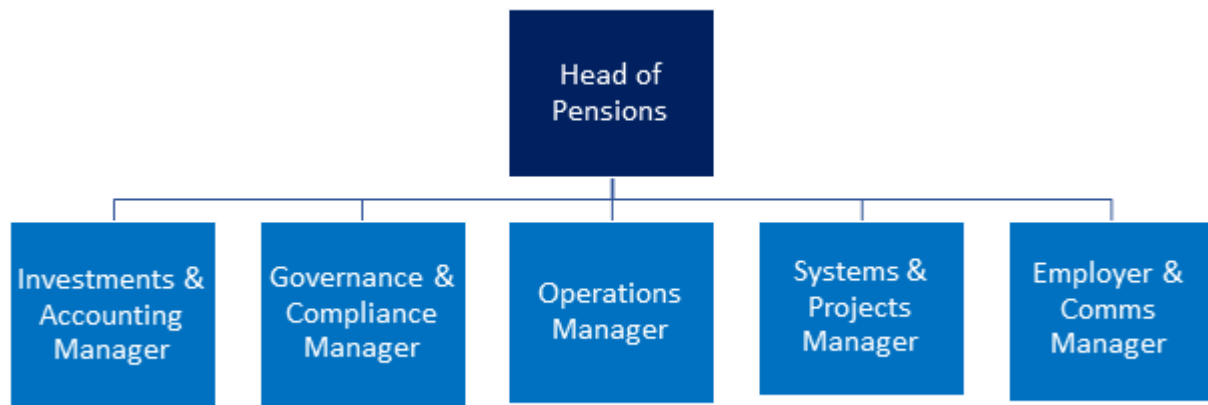 Head of
Pensions
Investments &
Accounting
Manager
Governance &
Compliance
Manager
Operations
Manager
Systems &
Projects
Manager
Employer &
Comms
Manager